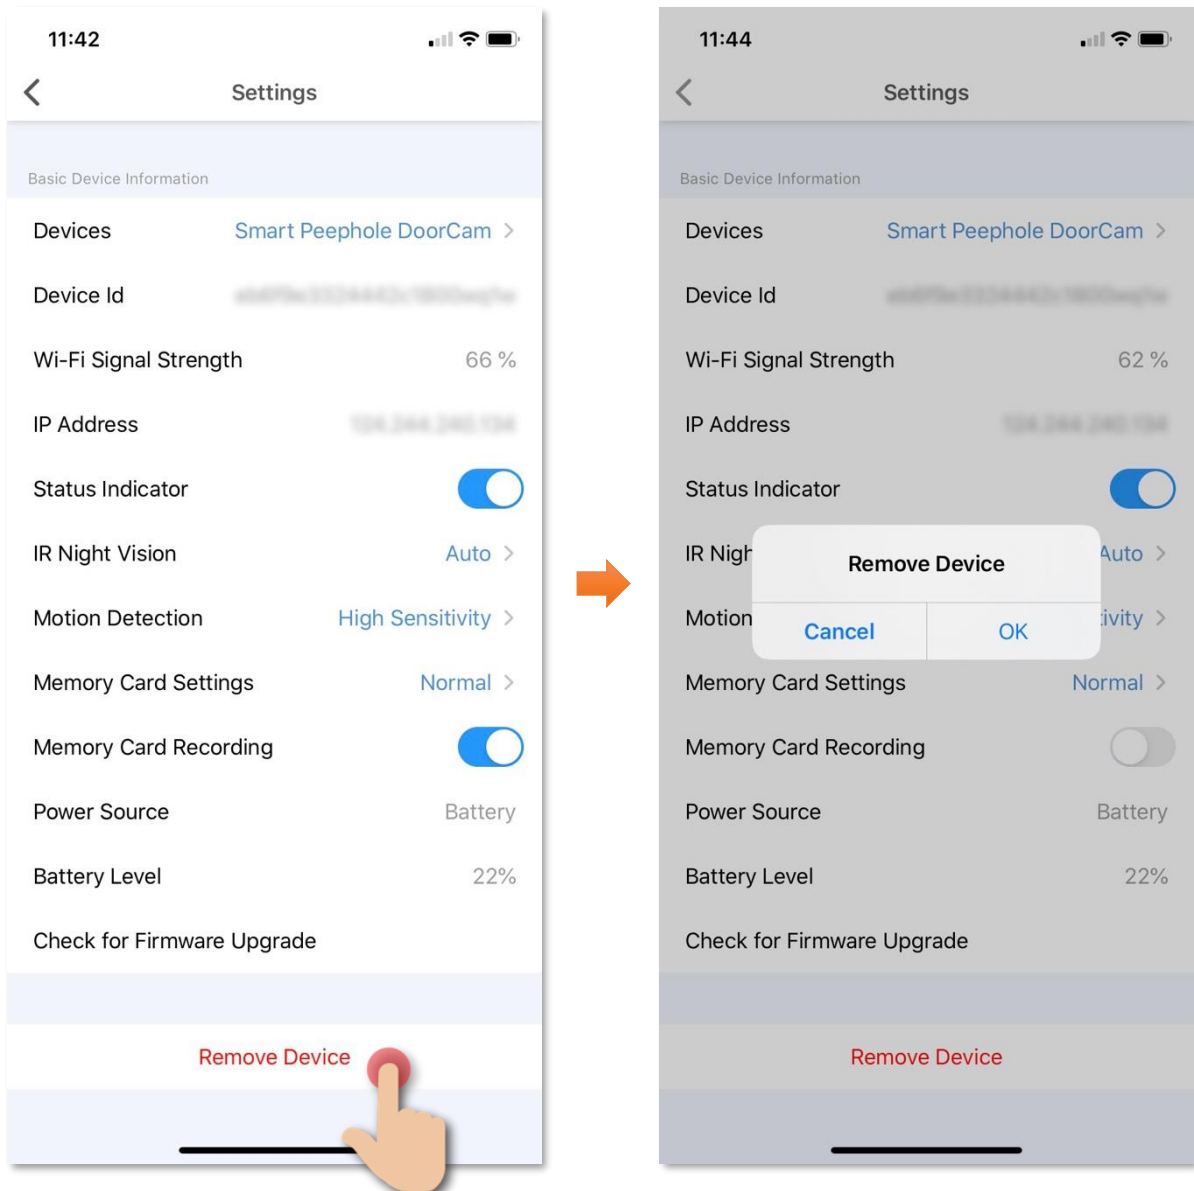 11:42
Settings
Basic Device Information
Devices Smart Peephole DoorCam
Device Id
Wi-Fi Signal Strength 66 %
IP Address
Status Indicator
IR Night Vision Auto
Motion Detection High Sensitivity
Memory Card Settings Normal
Memory Card Recording
Power Source Battery
Battery Level 22%
Check for Firmware Upgrade
Remove Device
11:44
Settings
Basic Device Information
Devices Smart Peephole DoorCam
Device Id
Wi-Fi Signal Strength 62 %
IP Address
Status Indicator
IR Nigh Auto
Remove Device
Motion ivity
Cancel OK
Memory Card Settings Normal
Memory Card Recording
Power Source Battery
Battery Level 22%
Check for Firmware Upgrade
Remove Device